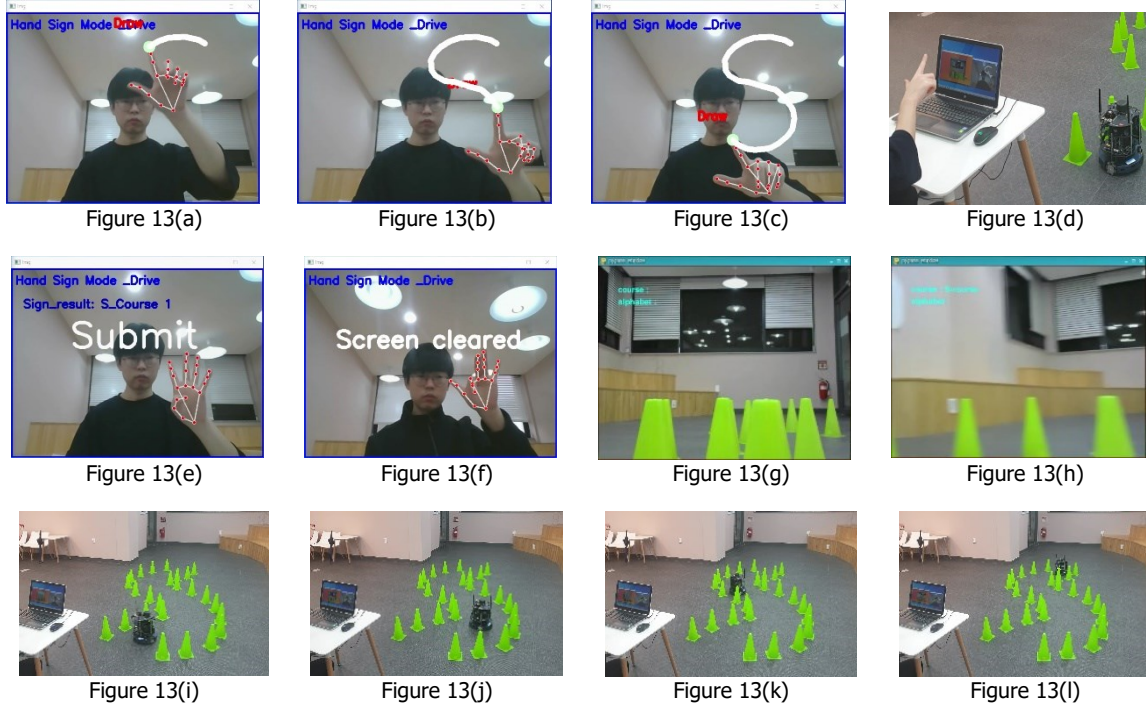 Hand Sign Mode _Drive
Draw
Hand Sign Mode _Drive
Hand Sign Mode _Drive
Draw
Figure 13(a)
Figure 13(b)
Figure 13(c)
Figure 13(d)
Hand Sign Mode _Drive
Sign_result: S_Course 1
Submit
Hand Sign Mode _Drive
Screen cleared
course :
alphabet :
Figure 13(e)
Figure 13(f)
Figure 13(g)
Figure 13(h)
Figure 13(i)
Figure 13(j)
Figure 13(k)
Figure 13(l)